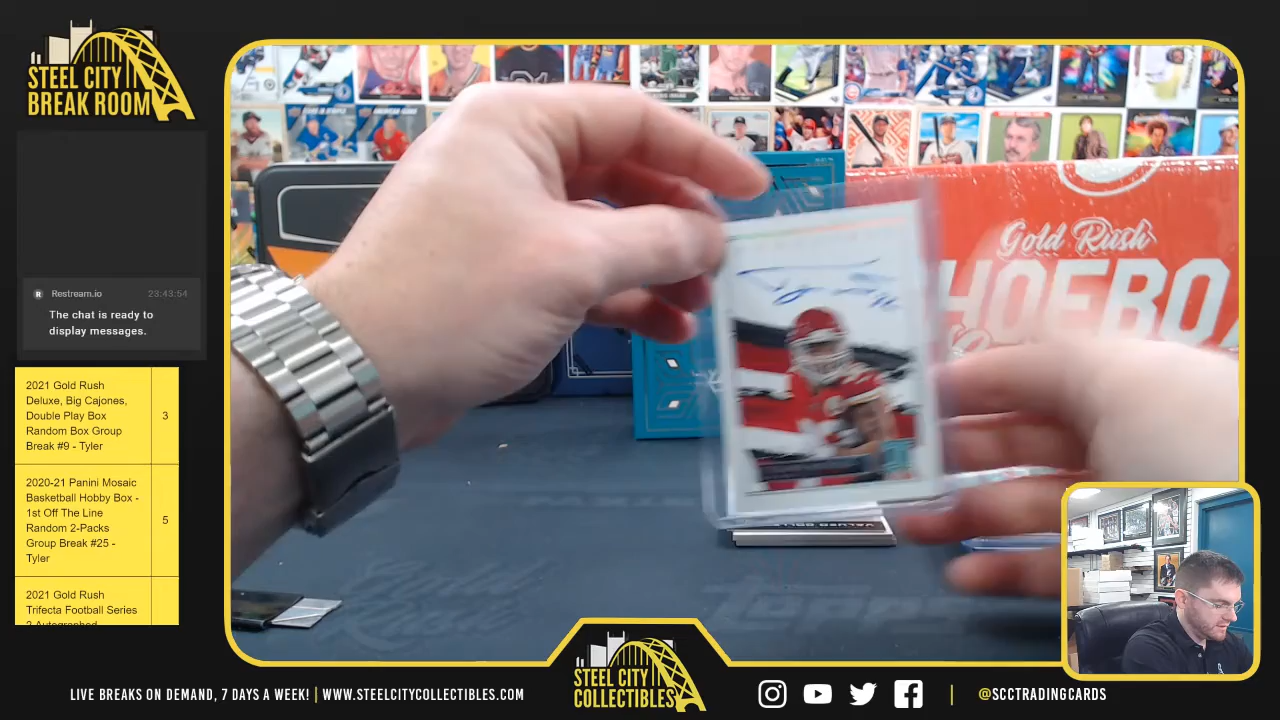 STEEL CITY
BREAK ROOM
Restream.io 23:43:54
The chat is ready to
display messages.
2021 Gold Rush
Deluxe, Big Cajones,
Double Play Box
Random Box Group
Break #9 - Tyler
3
2020-21 Panini Mosaic
Basketball Hobby Box -
1st Off The Line
Random 2-Packs
Group Break #25 -
Tyler
5
2021 Gold Rush
Trifecta Football Series
2 Autographed
Gold Rush
HOEBO
STEEL CITY
COLLECTIBLES
LIVE BREAKS ON DEMAND, 7 DAYS A WEEK! | WWW.STEELCITYCOLLECTIBLES.COM
| @SCCTRADINGCARDS